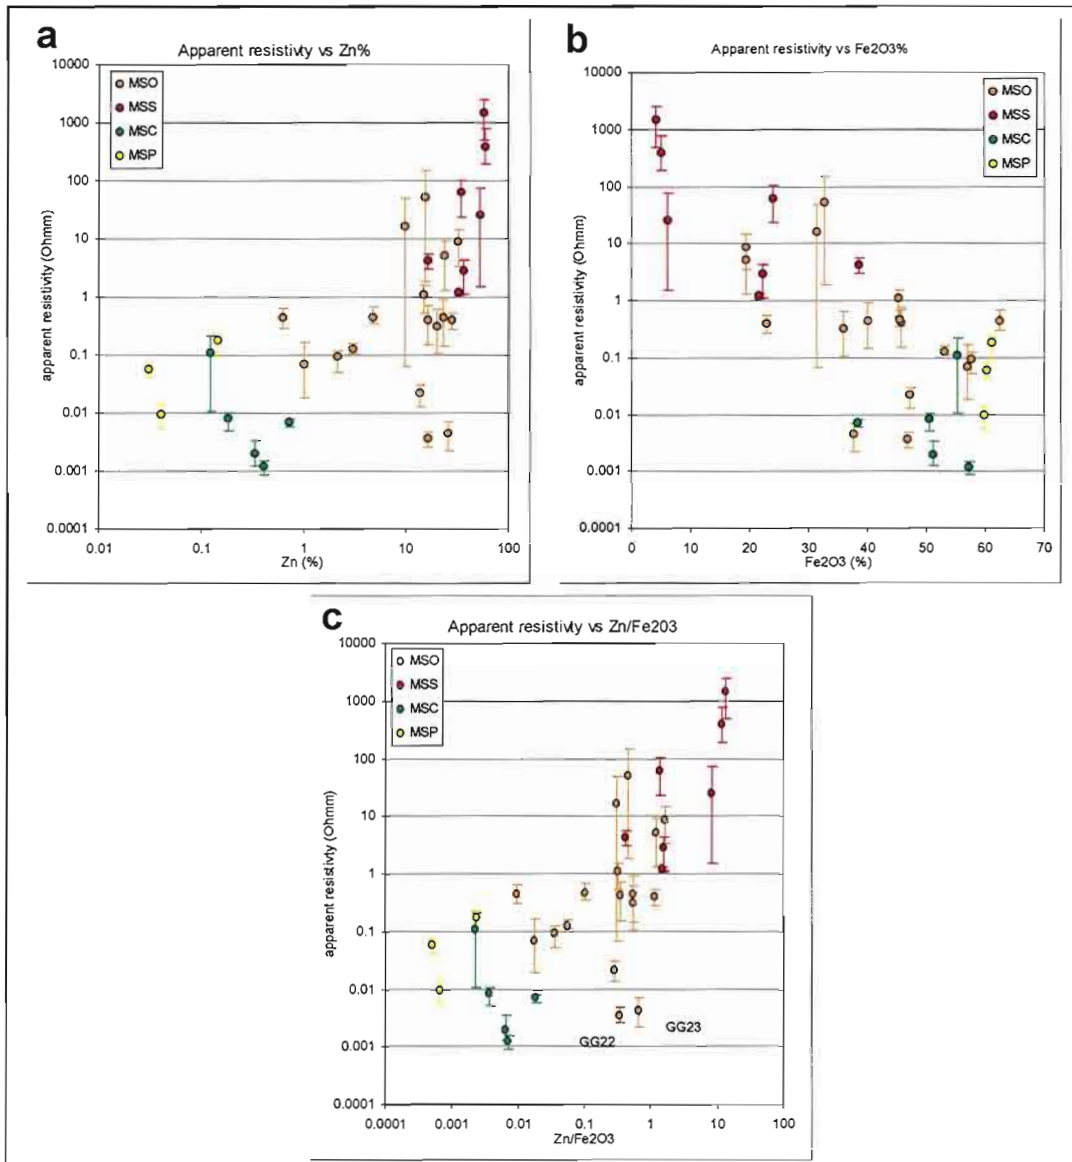 a
Apparent resistivty vs Zn%
10000
1000
100
10
1
0.1
0.01
0.001
0.0001
apparent resistivity (Ohmm)
MSO
MSS
MSC
MSP
0.01 0.1 1 10 100
Zn (%)
b
Apparent resistivty vs Fe2O3%
10000
1000
100
10
1
0.1
0.01
0.001
0.0001
apparent resistivity (Ohmm)
MSO
MSS
MSC
MSP
0 10 20 30 40 50 60 70
Fe2O3 (%)
c
Apparent resistivty vs Zn/Fe203
10000
1000
100
10
1
0.1
0.01
0.001
0.0001
apparent resistivty (Ohmm)
MSO
MSS
MSC
MSP
GG23
GG22
0.0001 0.001 0.01 0.1 1 10 100
Zn/Fe2O3